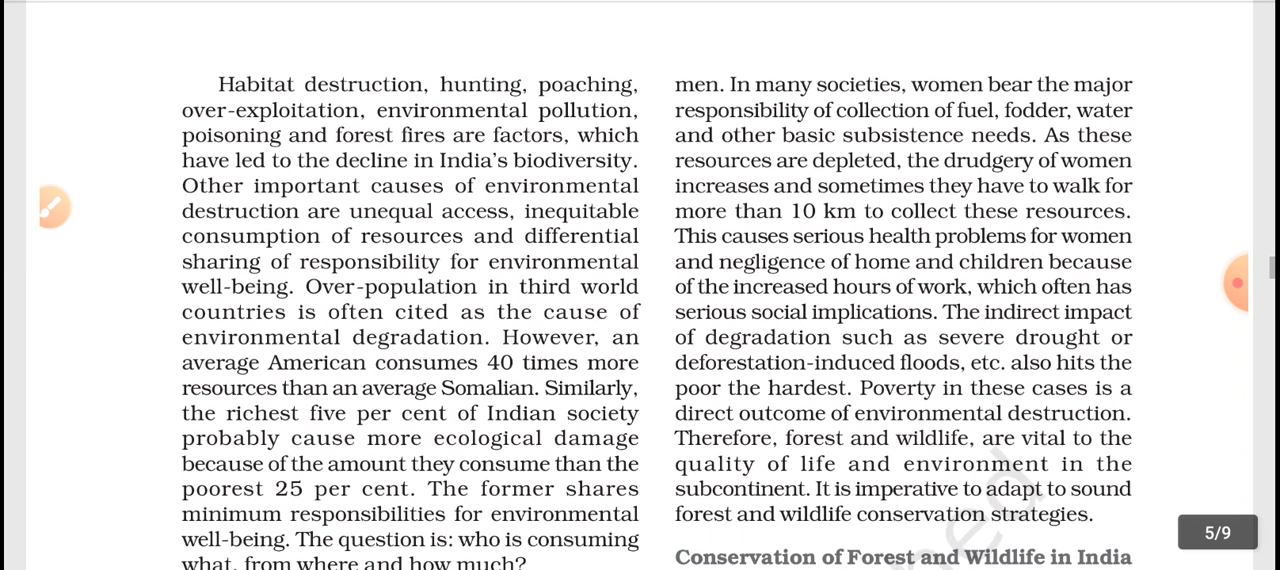 Habitat destruction, hunting, poaching,
over-exploitation, environmental pollution,
poisoning and forest fires are factors, which
have led to the decline in India's biodiversity.
Other important causes of environmental
destruction are unequal access, inequitable
consumption of resources and differential
sharing of responsibility for environmental
well-being. Over-population in third world
countries is often cited as the cause of
environmental degradation. However, an
average American consumes 40 times more
resources than an average Somalian. Similarly,
the richest five per cent of Indian society
probably cause more ecological damage
because of the amount they consume than the
poorest 25 per cent. The former shares
minimum responsibilities for environmental
well-being. The question is: who is consuming
what, from where and how much?
men. In many societies, women bear the major
responsibility of collection of fuel, fodder, water
and other basic subsistence needs. As these
resources are depleted, the drudgery of women
increases and sometimes they have to walk for
more than 10 km to collect these resources.
This causes serious health problems for women
and negligence of home and children because
of the increased hours of work, which often has
serious social implications. The indirect impact
of degradation such as severe drought or
deforestation-induced floods, etc. also hits the
poor the hardest. Poverty in these cases is a
direct outcome of environmental destruction.
Therefore, forest and wildlife, are vital to the
quality of life and environment in the
subcontinent. It is imperative to adapt to sound
forest and wildlife conservation strategies.
Conservation of Forest and Wildlife in India
5/9